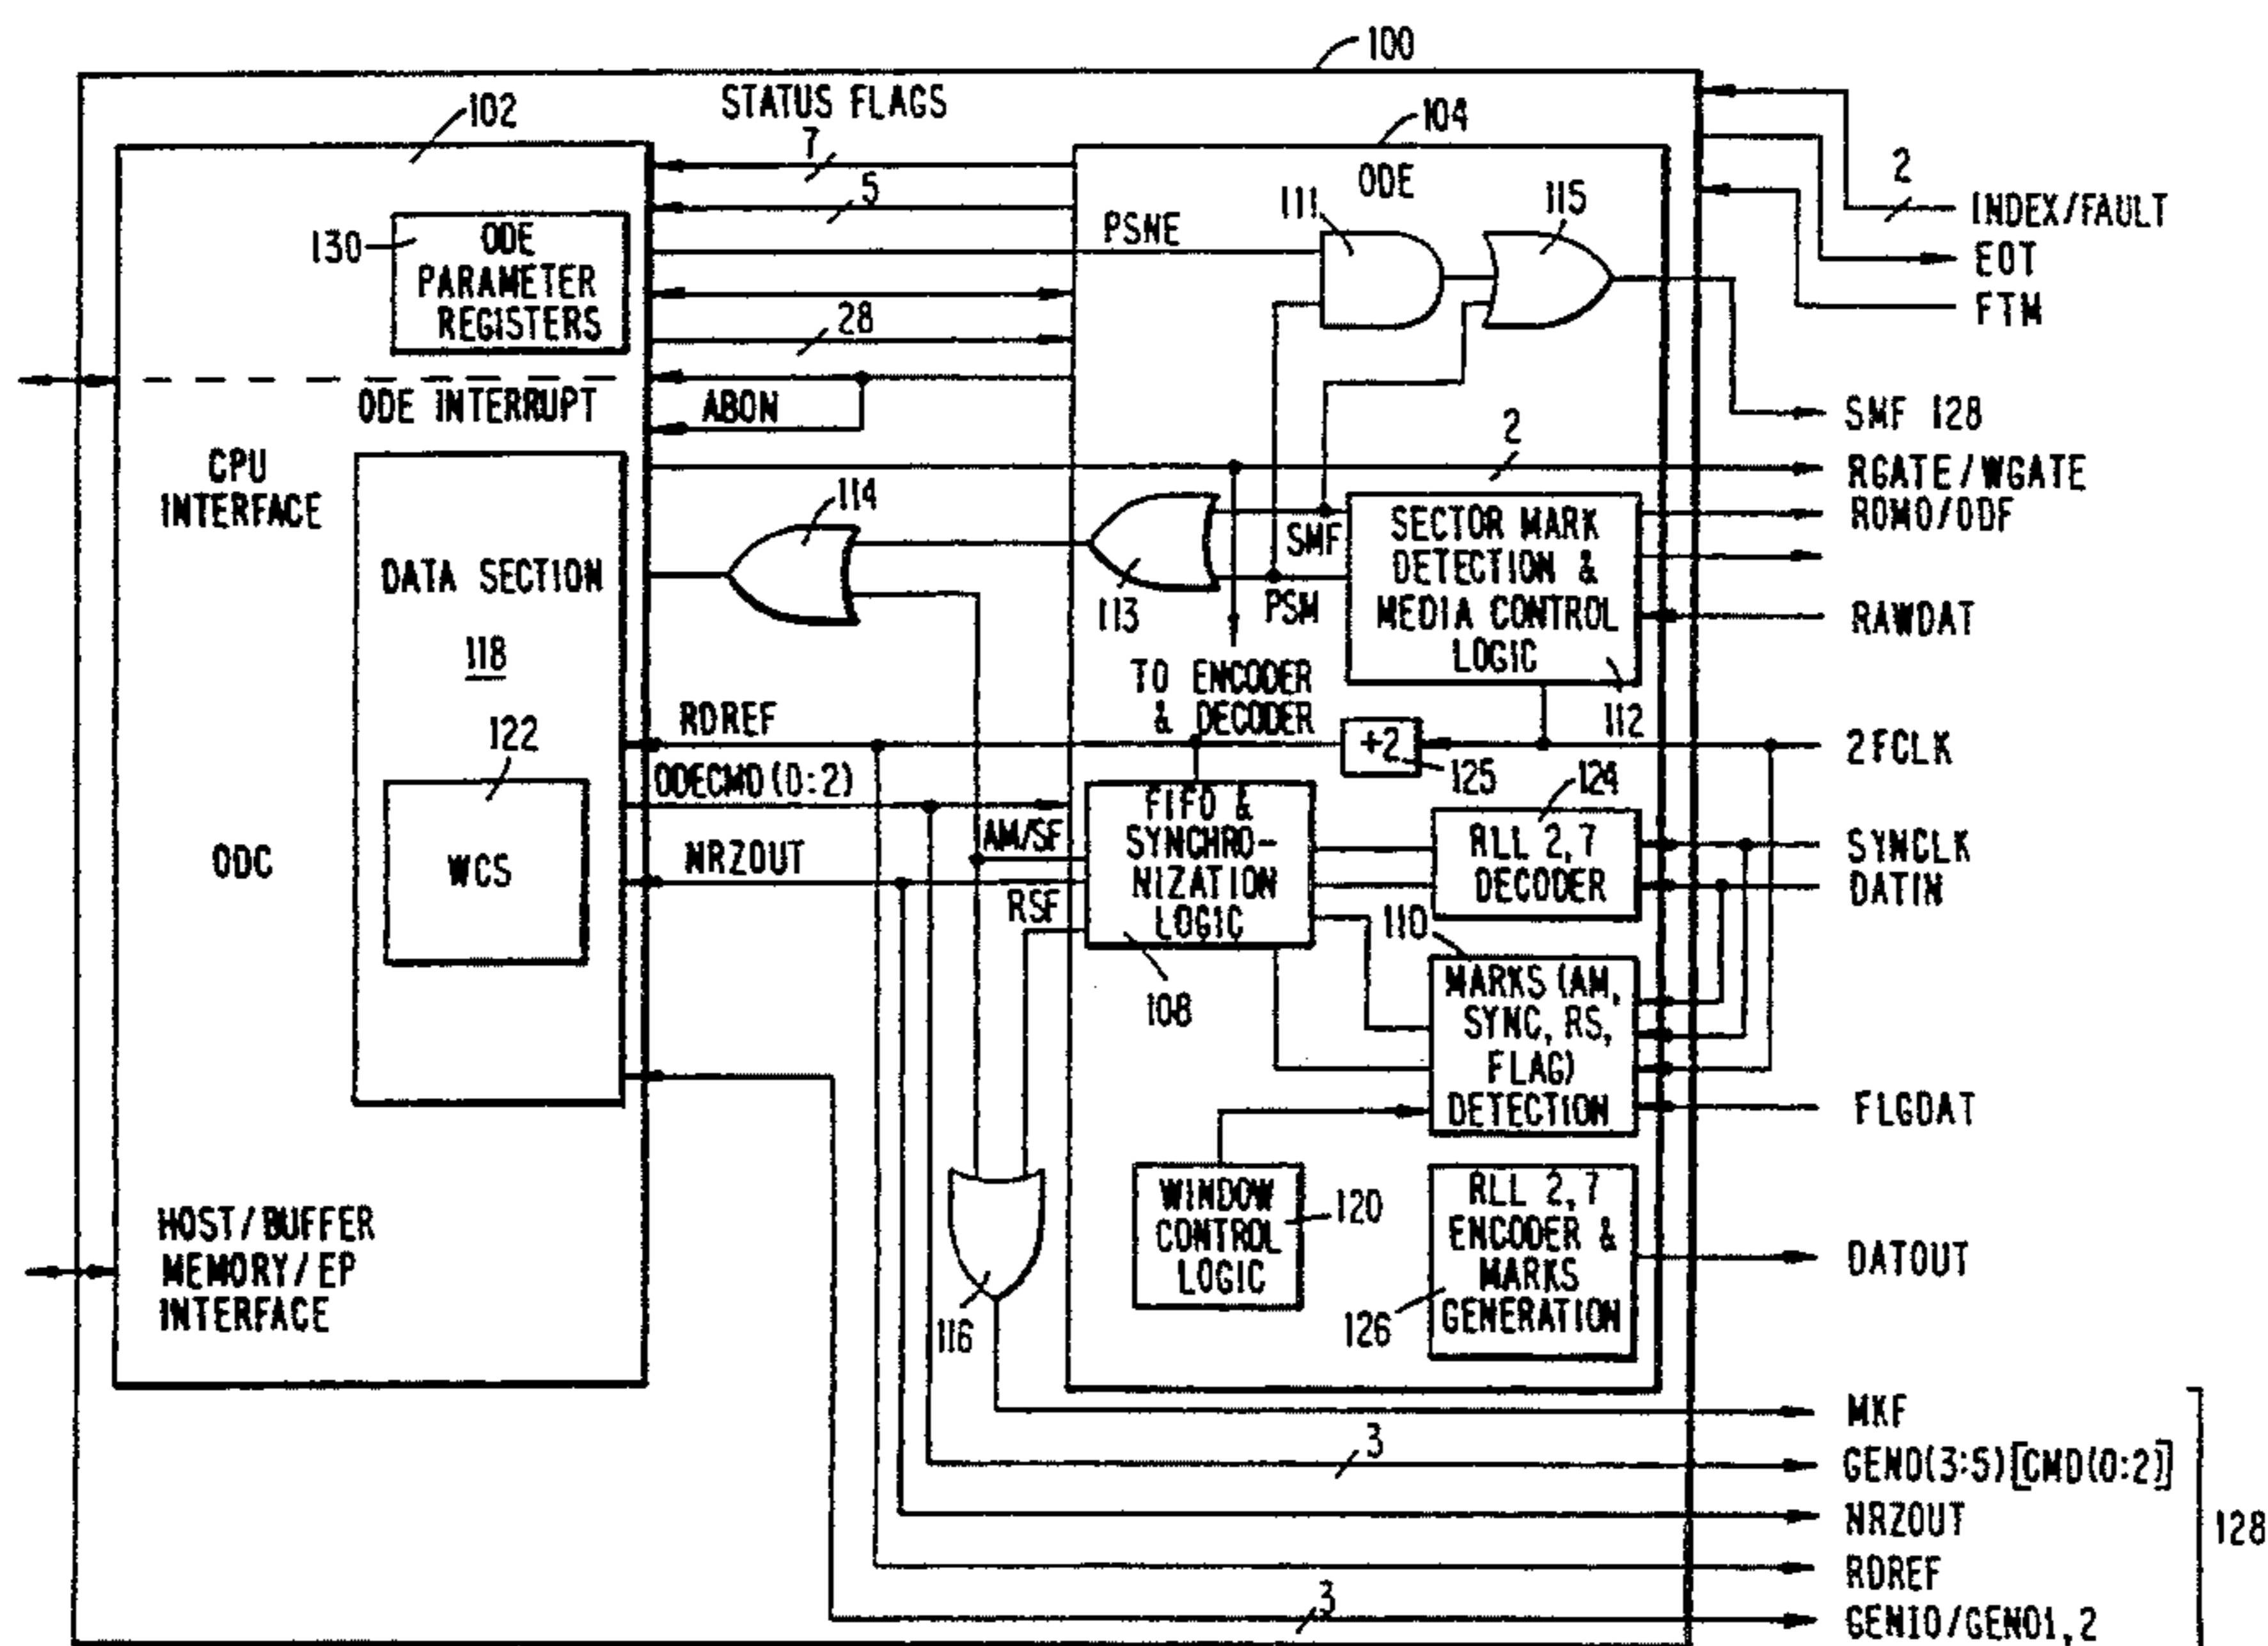 100
STATUS FLAGS
102
104
7
5
2
ODE
111
115
INDEX/FAULT
EOT
FTM
PSNE
130
ODE
PARAMETER
REGISTERS
28
ODE INTERRUPT
ABON
SMF 128
2
RGATE/WGATE
ROMO/ODF
CPU
INTERFACE
114
DATA SECTION
118
SMF
PSM
113
SECTOR MARK
DETECTION &
MEDIA CONTROL
LOGIC
112
RAWDAT
TO ENCODER
& DECODER
RDREF
122
+2
125
2FCLK
ODECMD (0:2)
WCS
ODC
AM/SF
NRZOUT
RSF
FIFO &
SYNCHRO-
NIZATION
LOGIC
108
124
RLL 2, 7
DECODER
SYNCLK
DATIN
110
MARKS (AM,
SYNC, RS,
FLAG)
DETECTION
FLGDAT
WINDOW
CONTROL
LOGIC
120
RLL 2, 7
ENCODER &
MARKS
GENERATION
126
DATOUT
HOST/BUFFER
MEMORY/EP
INTERFACE
116
MKF
3
GENO(3:5)[CMD(0:2)]
NRZOUT
128
RDREF
3
GENIO/GENO1,2